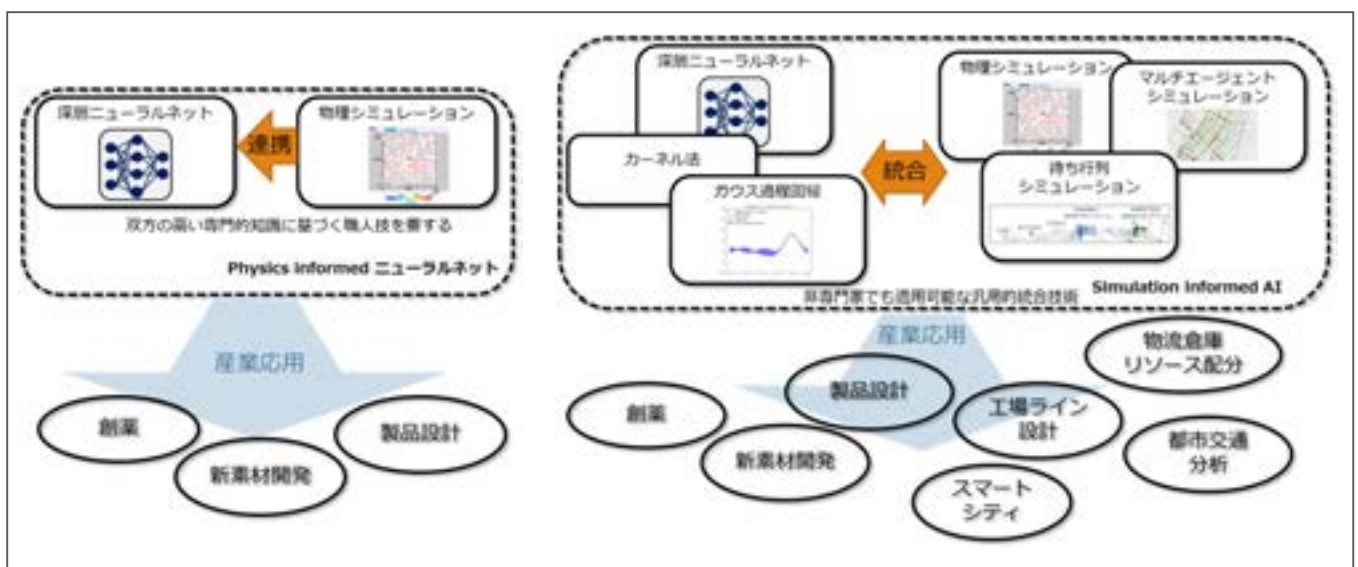 深層ニューラルネット
物理シミュレーション
連携
双方の高い専門的知識に基づく職人技を要する
Physics informed ニューラルネット
産業応用
創薬
新素材開発
製品設計
深層ニューラルネット
カーネル法
ガウス過程回帰
統合
物理シミュレーション
マルチエージェント
シミュレーション
待ち行列
シミュレーション
Simulation informed AI
非専門家でも適用可能な汎用的統合技術
産業応用
創薬
新素材開発
製品設計
工場ライン
設計
スマート
シティ
物流倉庫
リソース配分
都市交通
分析